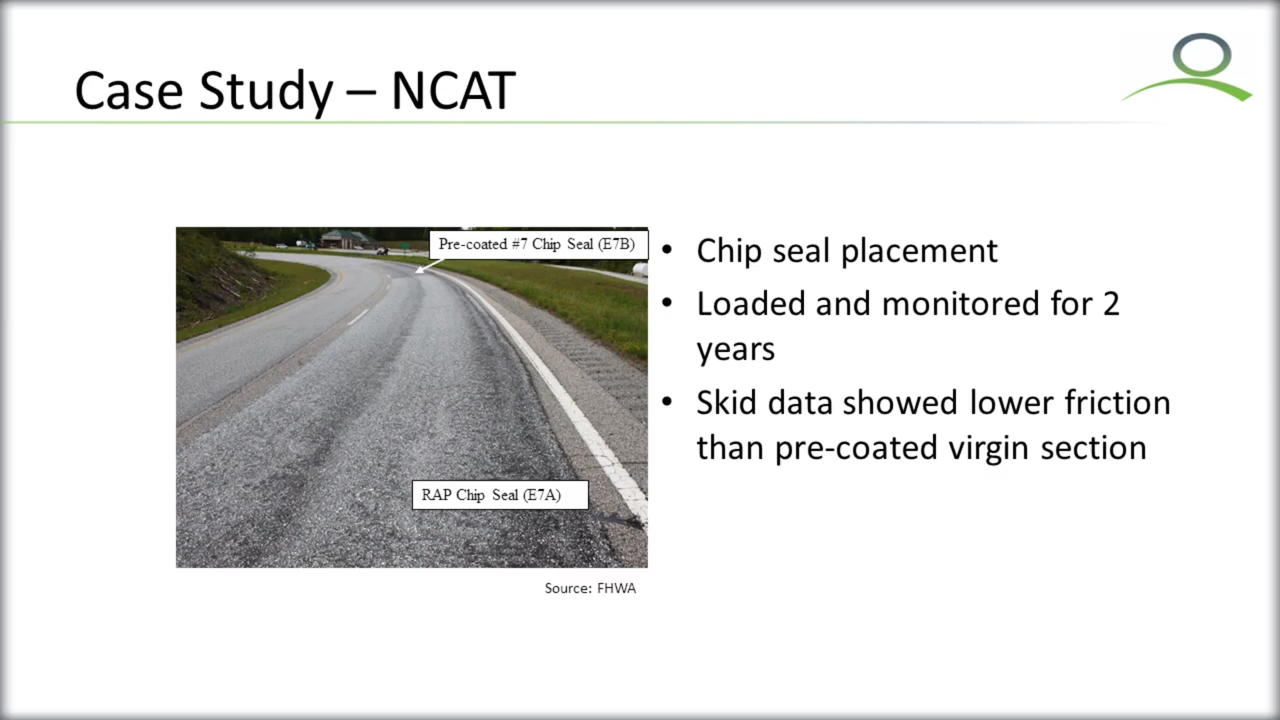 Case Study – NCAT
Pre-coated #7 Chip Seal (E7B)
RAP Chip Seal (E7A)
Source: FHWA
• Chip seal placement
• Loaded and monitored for 2
years
• Skid data showed lower friction
than pre-coated virgin section